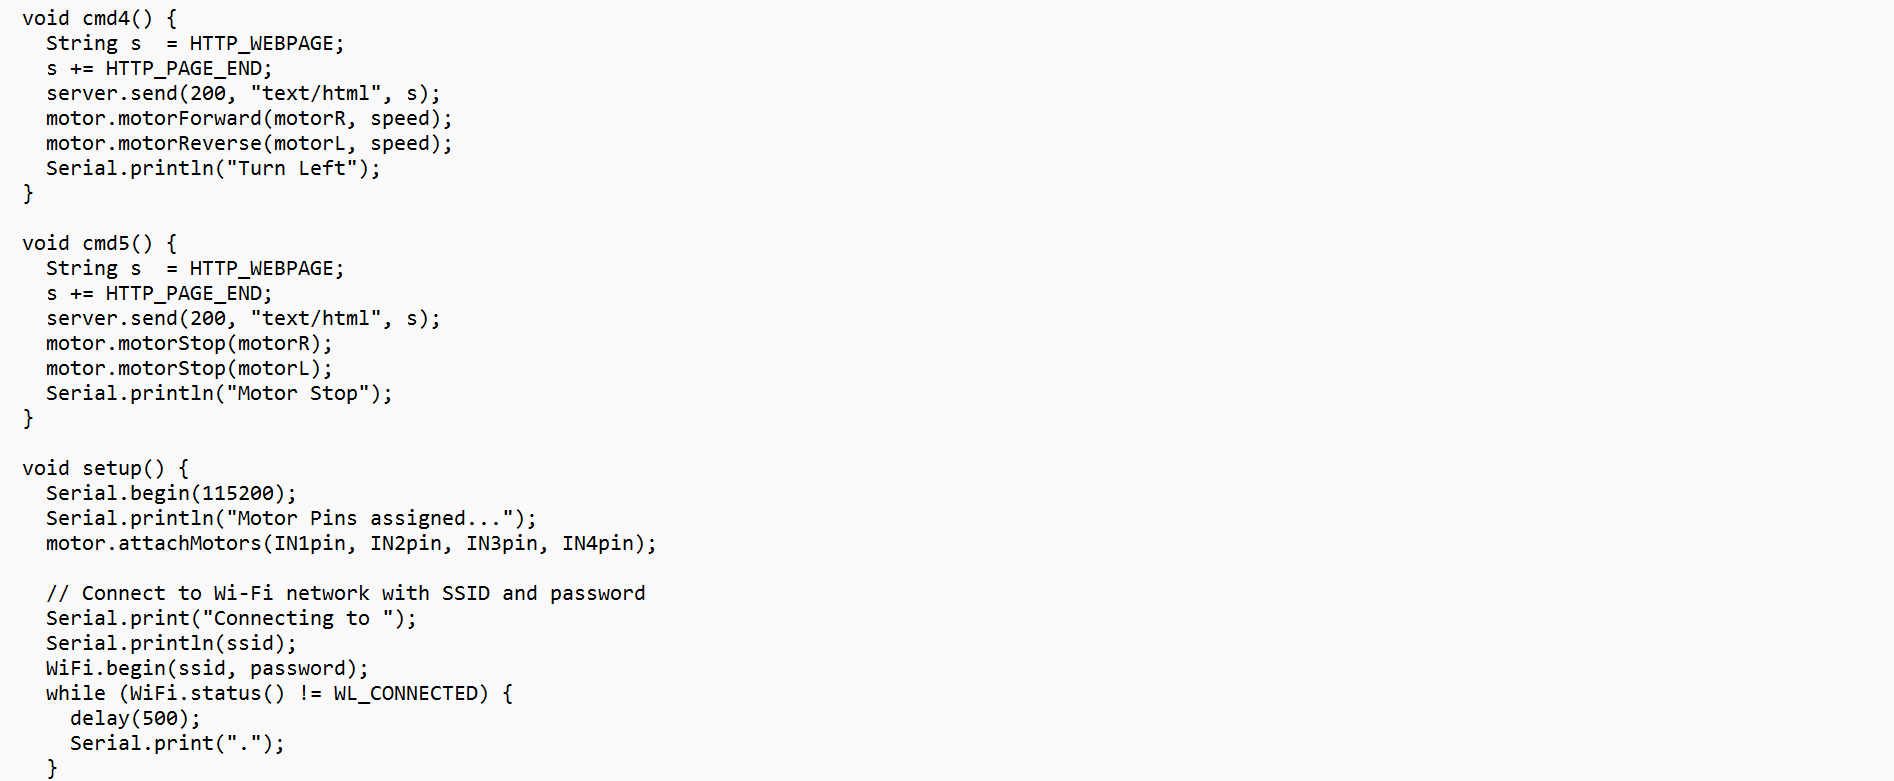 void cmd4() {
  String s  = HTTP_WEBPAGE;
  s += HTTP_PAGE_END;
  server.send(200, "text/html", s);
  motor.motorForward(motorR, speed);
  motor.motorReverse(motorL, speed);
  Serial.println("Turn Left");
}

void cmd5() {
  String s  = HTTP_WEBPAGE;
  s += HTTP_PAGE_END;
  server.send(200, "text/html", s);
  motor.motorStop(motorR);
  motor.motorStop(motorL);
  Serial.println("Motor Stop");
}

void setup() {
  Serial.begin(115200);
  Serial.println("Motor Pins assigned...");
  motor.attachMotors(IN1pin, IN2pin, IN3pin, IN4pin);

  // Connect to Wi-Fi network with SSID and password
  Serial.print("Connecting to ");
  Serial.println(ssid);
  WiFi.begin(ssid, password);
  while (WiFi.status() != WL_CONNECTED) {
    delay(500);
    Serial.print(".");
  }